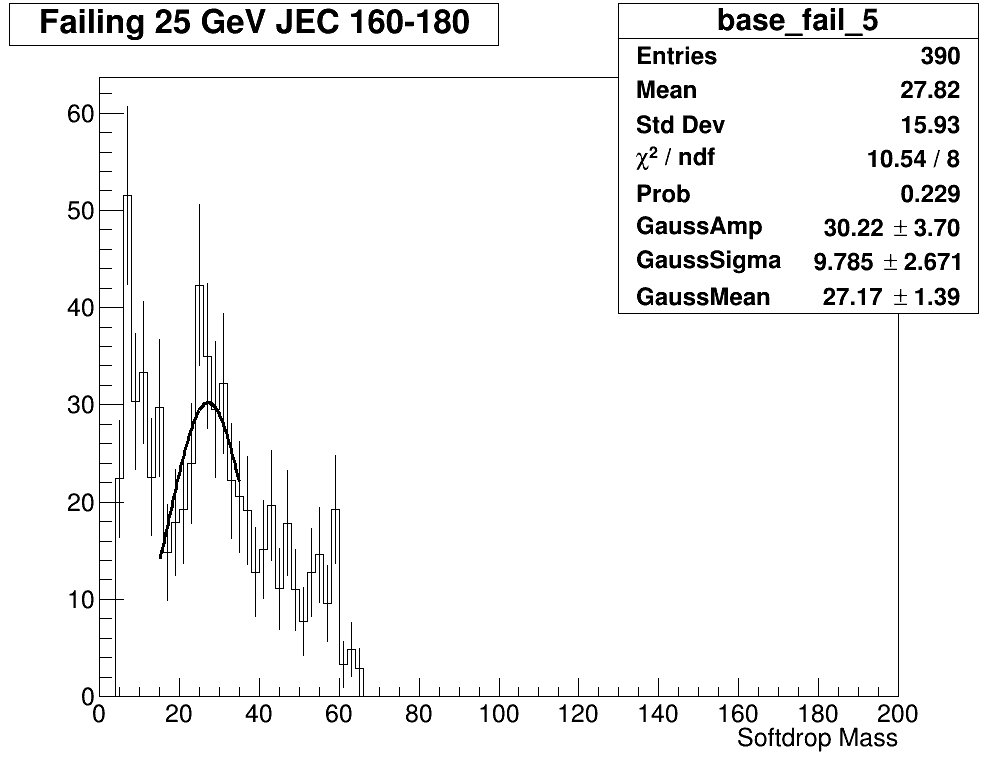 Failing 25 GeV JEC 160-180
base_fail_5
Entries 390
Mean 27.82
Std Dev 15.93
χ² / ndf 10.54 / 8
Prob 0.229
GaussAmp 30.22 ± 3.70
GaussSigma 9.785 ± 2.671
GaussMean 27.17 ± 1.39
60
50
40
30
20
10
0
0 20 40 60 80 100 120 140 160 180 200
Softdrop Mass